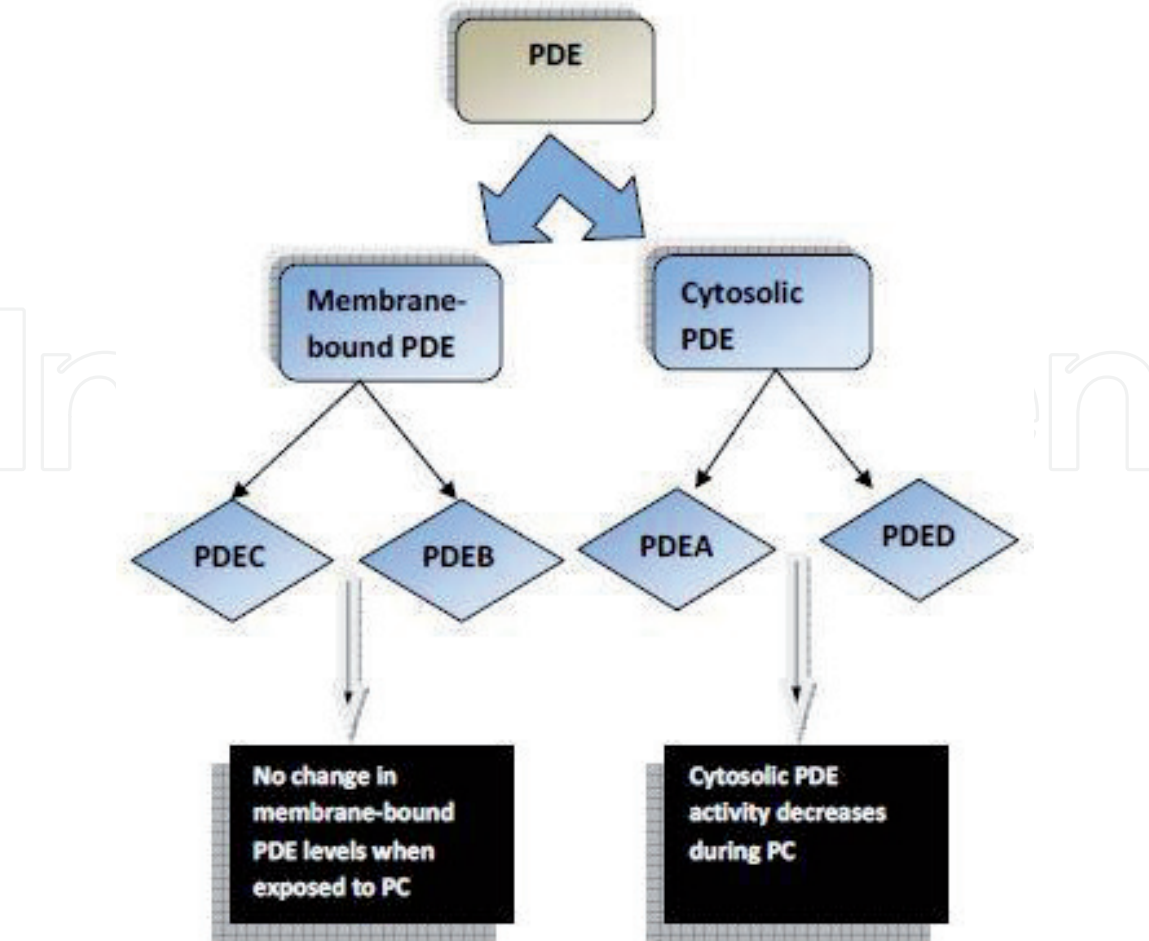 PDE
Membrane-
bound PDE
Cytosolic
PDE
PDEC
PDEB
PDEA
PDED
No change in
membrane-bound
PDE levels when
exposed to PC
Cytosolic PDE
activity decreases
during PC